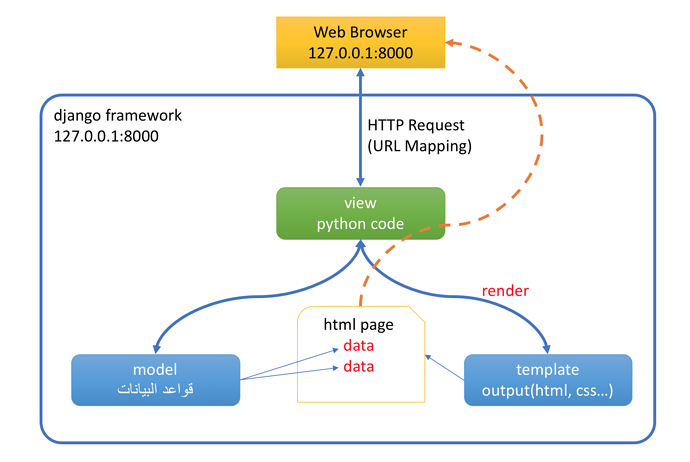 Web Browser
127.0.0.1:8000
django framework
127.0.0.1:8000
HTTP Request
(URL Mapping)
view
python code
render
html page
data
data
model
قواعد البيانات
template
output(html, css...)